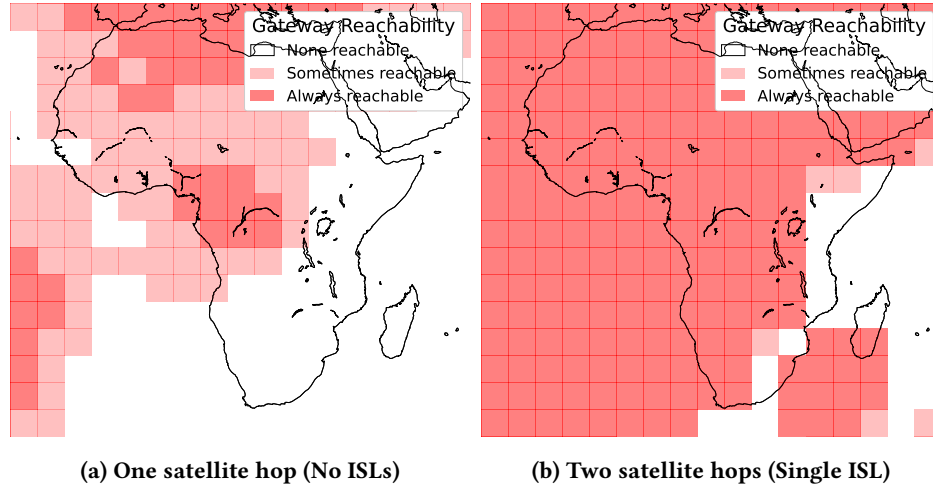 Gateway Reachability
None reachable
Sometimes reachable
Always reachable
Gateway Reachability
None reachable
Sometimes reachable
Always reachable
(a) One satellite hop (No ISLs)
(b) Two satellite hops (Single ISL)